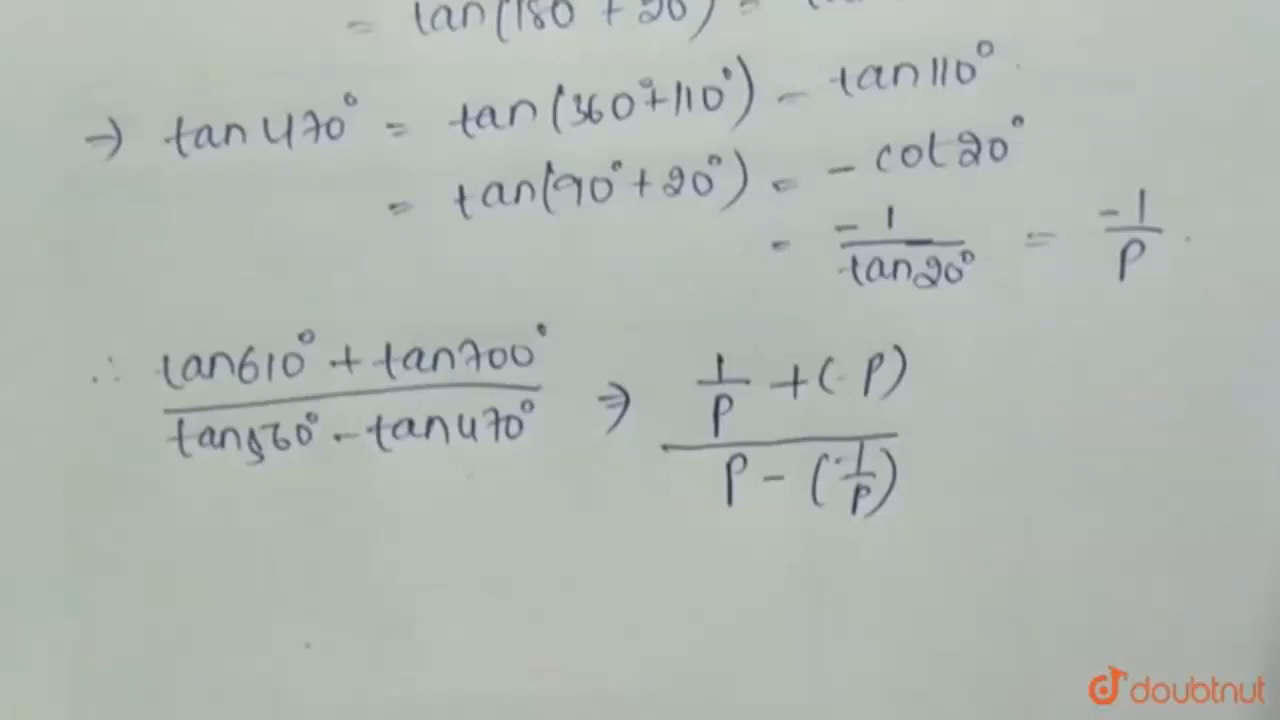 = tan(180 + 20) =
→ tan 470° = tan(360°+110°) - tan 110°
= tan(90°+20°) = - cot 20°
= -1/tan 20° = -1/P.
∴ (tan 610° + tan 700°)/(tan 560° - tan 470°) ⇒ (1/P + (-P))/(P - (-1/P))
doubtnut